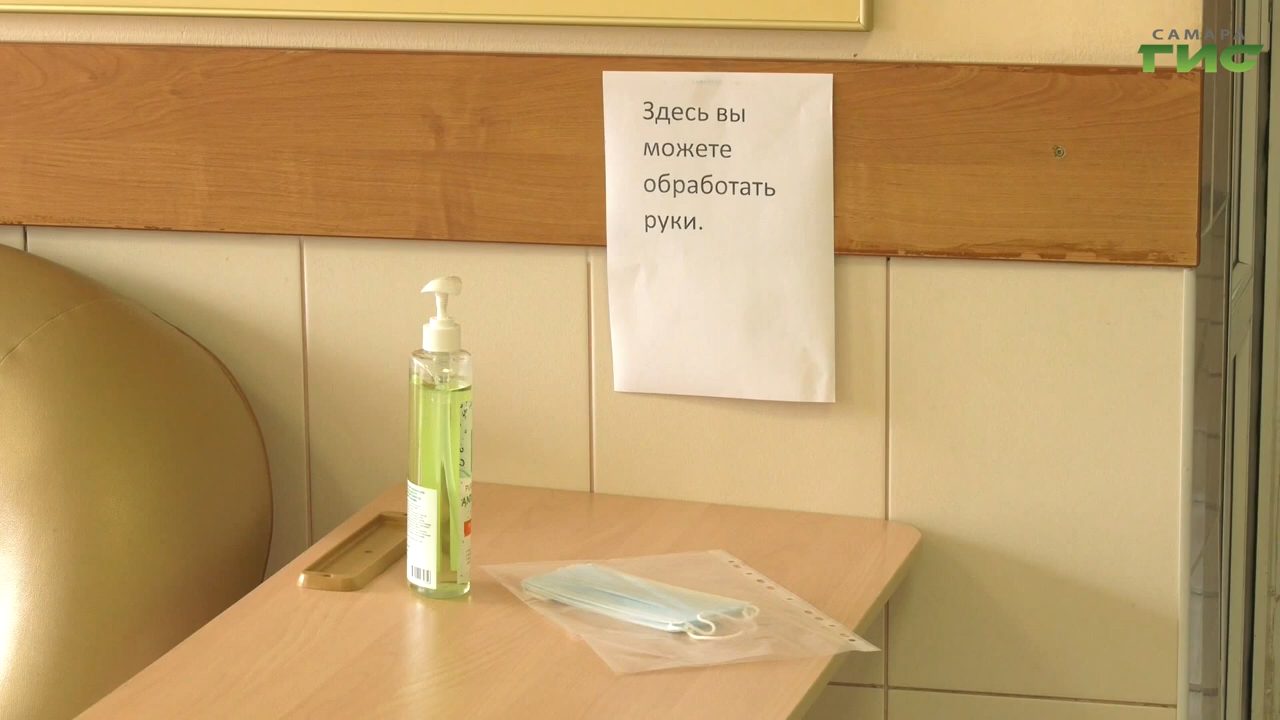 САМАРА
ГИС
Здесь вы
можете
обработать
руки.